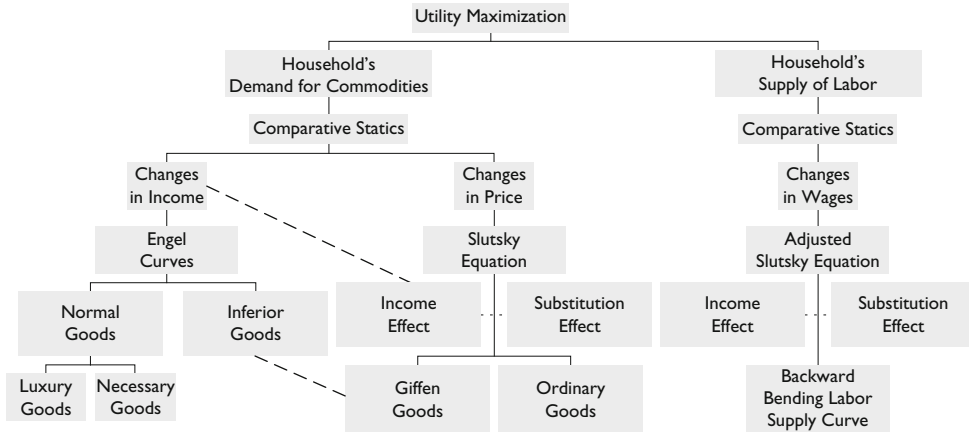 Utility Maximization
Household's
Demand for Commodities
Household's
Supply of Labor
Comparative Statics
Comparative Statics
Changes
in Income
Changes
in Price
Changes
in Wages
Engel
Curves
Slutsky
Equation
Adjusted
Slutsky Equation
Normal
Goods
Inferior
Goods
Income
Effect
Substitution
Effect
Income
Effect
Substitution
Effect
Luxury
Goods
Necessary
Goods
Giffen
Goods
Ordinary
Goods
Backward
Bending Labor
Supply Curve